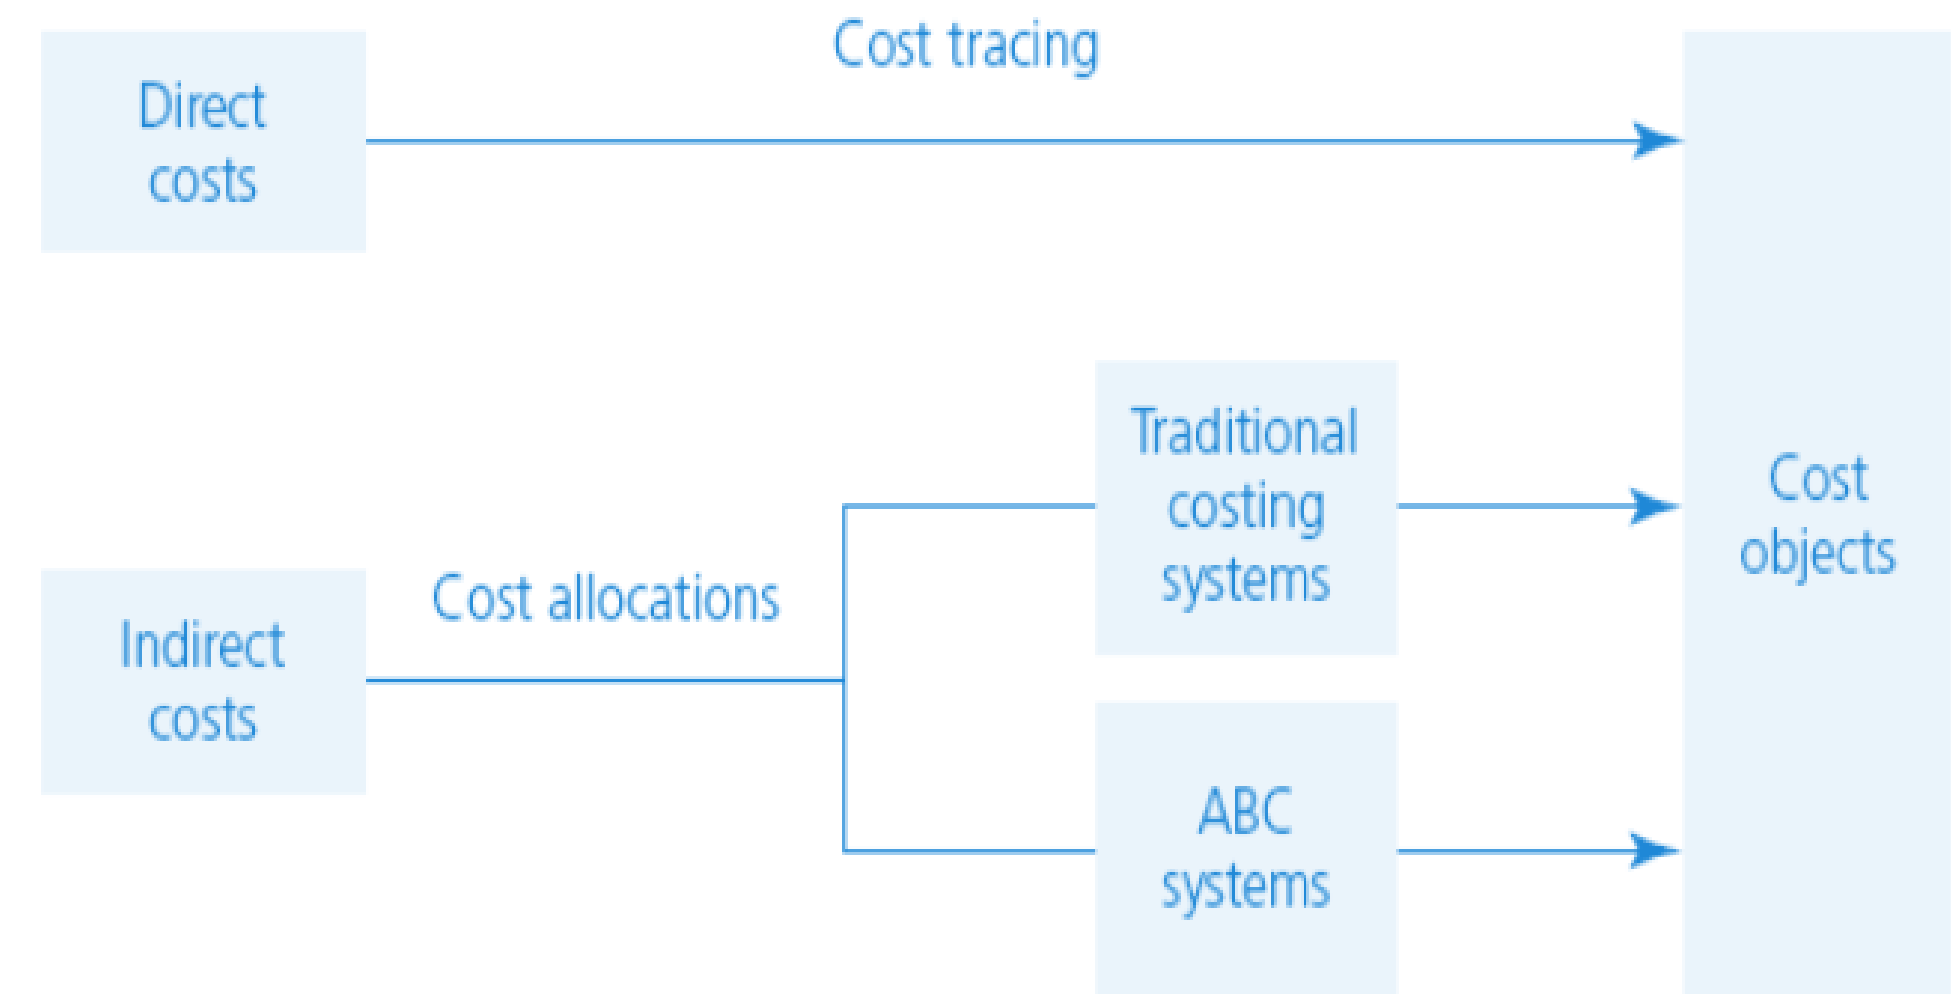 Cost tracing
Direct
costs
Traditional
costing
systems
Cost
objects
Cost allocations
Indirect
costs
ABC
systems